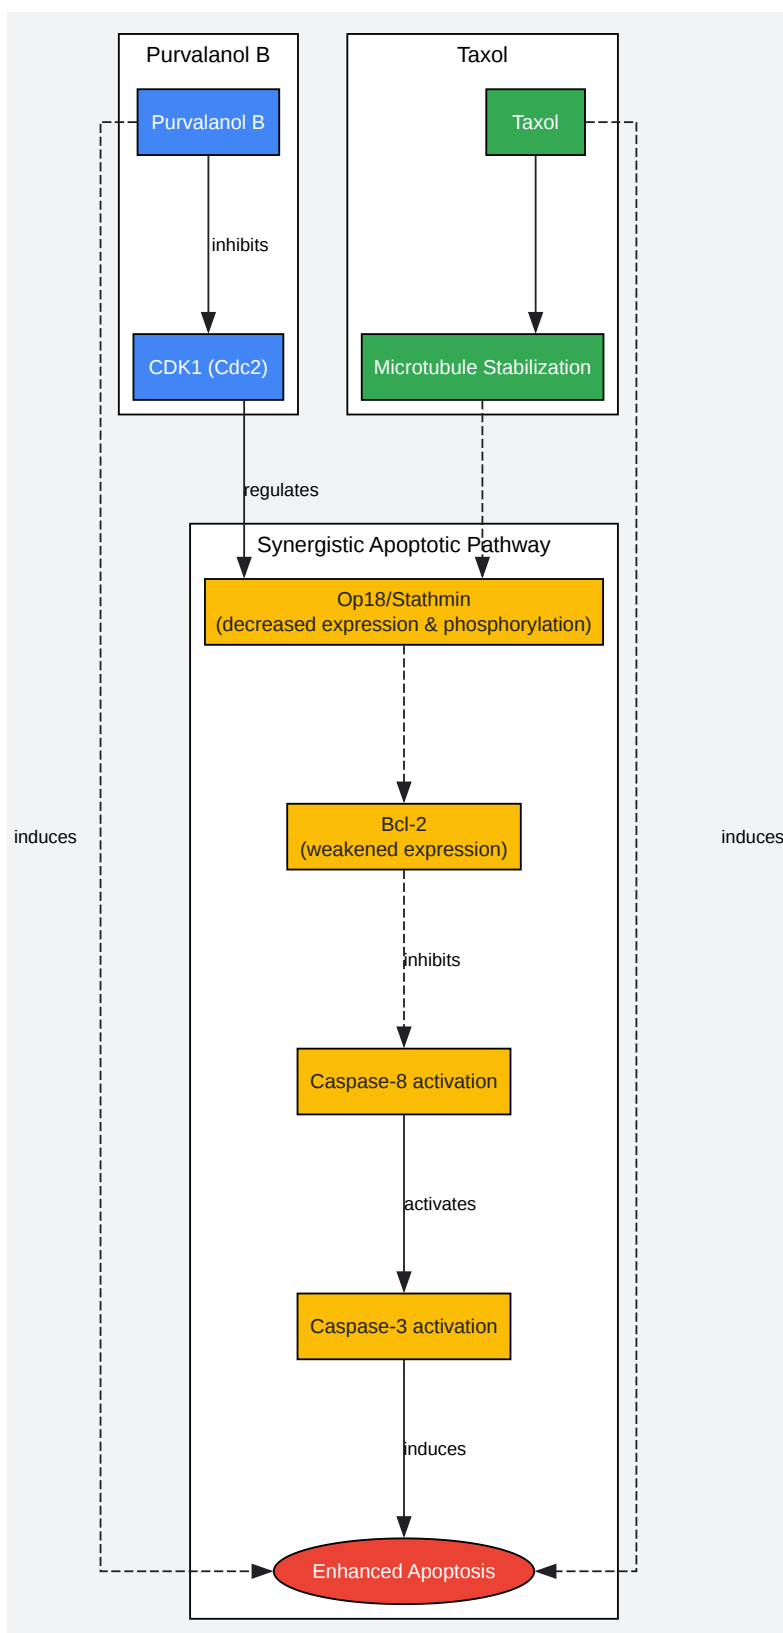 Purvalanol B
Taxol
Purvalanol B
Taxol
inhibits
CDK1 (Cdc2)
Microtubule Stabilization
regulates
Synergistic Apoptotic Pathway
Op18/Stathmin
(decreased expression & phosphorylation)
Bcl-2
(weakened expression)
induces
induces
inhibits
Caspase-8 activation
activates
Caspase-3 activation
induces
Enhanced Apoptosis